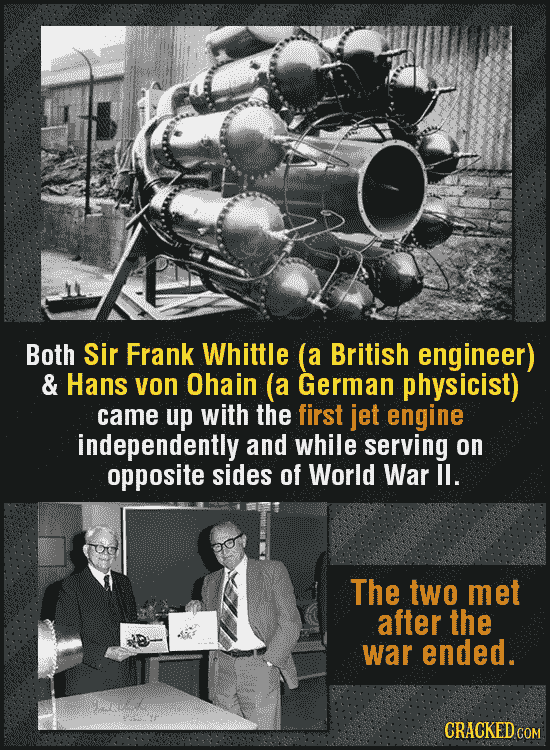 Both Sir Frank Whittle (a British engineer)
& Hans von Ohain (a German physicist)
came up with the first jet engine
independently and while serving on
opposite sides of World War II.
The two met
after the
war ended.
CRACKED.COM